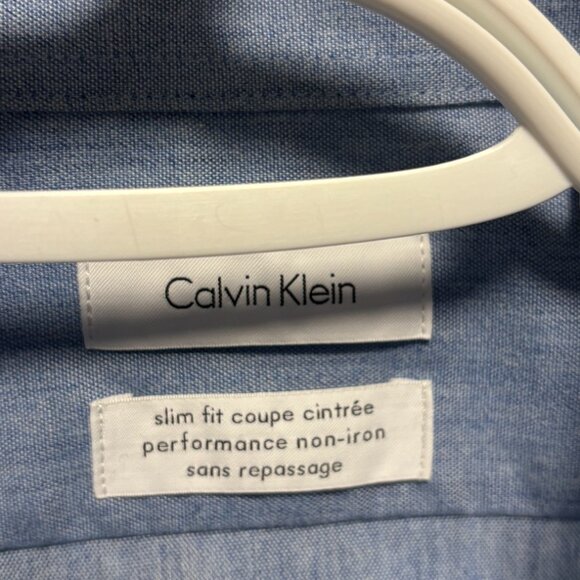 Calvin Klein
slim fit coupe cintrée
performance non-iron
sans repassage